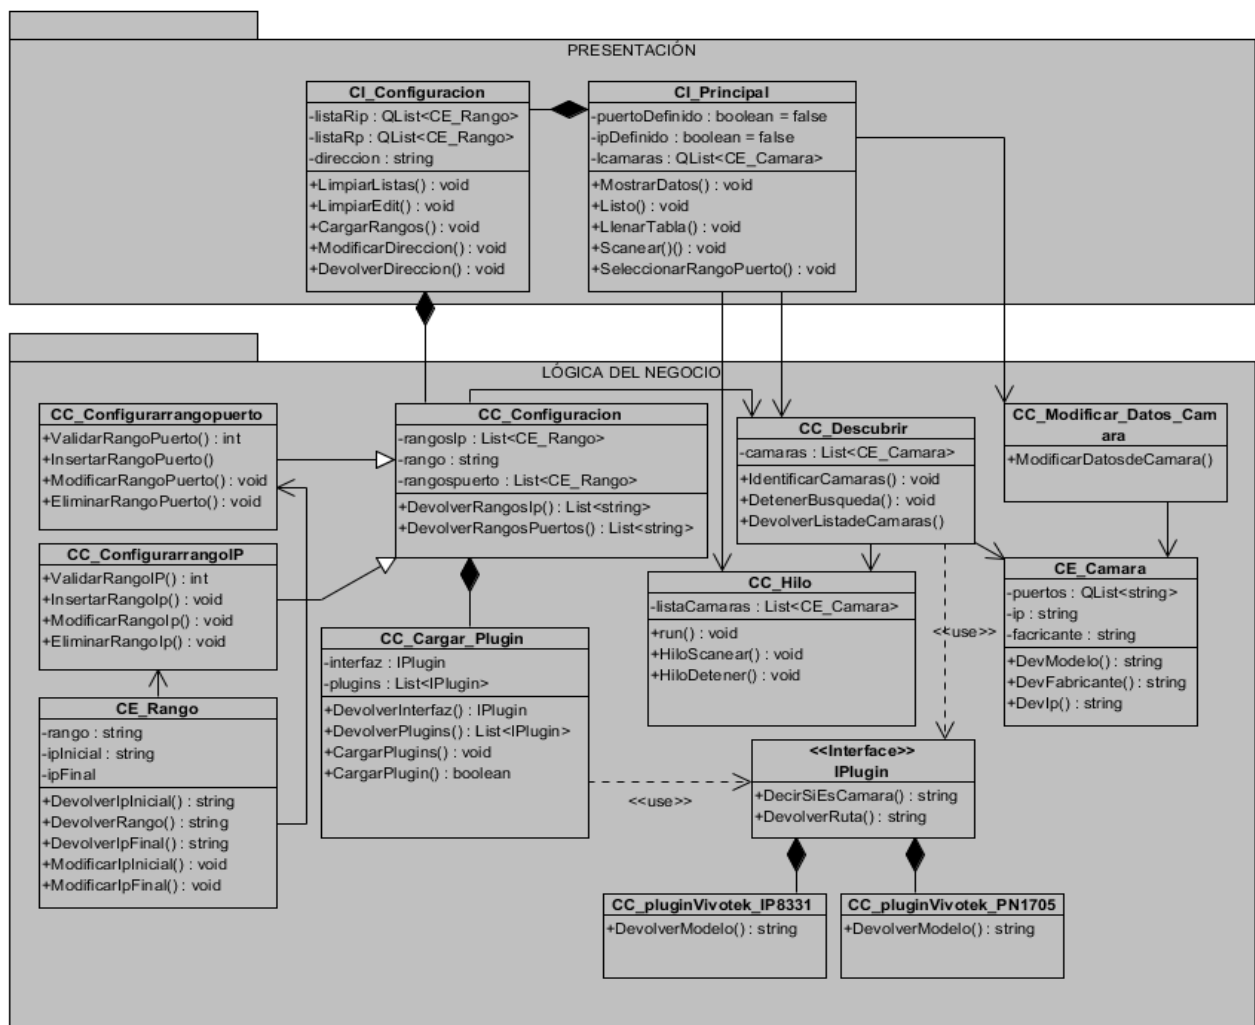 PRESENTACIÓN
CI_Configuracion
-listaRip : QList<CE_Rango>
-listaRp : QList<CE_Rango>
-direccion : string
+LimpiarListas() : void
+LimpiarEdit() : void
+CargarRangos() : void
+ModificarDireccion() : void
+DevolverDireccion() : void
CI_Principal
-puertoDefinido : boolean = false
-ipDefinido : boolean = false
-lcamaras : QList<CE_Camara>
+MostrarDatos() : void
+Listo() : void
+LlenarTabla() : void
+Scanear()() : void
+SeleccionarRangoPuerto() : void
LÓGICA DEL NEGOCIO
CC_Configurarrangopuerto
+ValidarRangoPuerto() : int
+InsertarRangoPuerto()
+ModificarRangoPuerto() : void
+EliminarRangoPuerto() : void
CC_Configuracion
-rangosIp : List<CE_Rango>
-rango : string
-rangospuerto : List<CE_Rango>
+DevolverRangosIp() : List<string>
+DevolverRangosPuertos() : List<string>
CC_Descubrir
-camaras : List<CE_Camara>
+IdentificarCamaras() : void
+DetenerBusqueda() : void
+DevolverListadeCamaras()
CC_Modificar_Datos_Cam
ara
+ModificarDatosdeCamara()
CC_ConfigurarrangoIP
+ValidarRangoIP() : int
+InsertarRangoIp() : void
+ModificarRangoIp() : void
+EliminarRangoIp() : void
CC_Hilo
-listaCamaras : List<CE_Camara>
+run() : void
+HiloScanear() : void
+HiloDetener() : void
<<use>>
CE_Camara
-puertos : QList<string>
-ip : string
-facricante : string
+DevModelo() : string
+DevFabricante() : string
+DevIp() : string
CC_Cargar_Plugin
-interfaz : IPlugin
-plugins : List<IPlugin>
+DevolverInterfaz() : IPlugin
+DevolverPlugins() : List<IPlugin>
+CargarPlugins() : void
+CargarPlugin() : boolean
CE_Rango
-rango : string
-ipInicial : string
-ipFinal
+DevolverIpInicial() : string
+DevolverRango() : string
+DevolverIpFinal() : string
+ModificarIpInicial() : void
+ModificarIpFinal() : void
<<use>>
<<Interface>>
IPlugin
+DecirSiEsCamara() : string
+DevolverRuta() : string
CC_pluginVivotek_IP8331
+DevolverModelo() : string
CC_pluginVivotek_PN1705
+DevolverModelo() : string